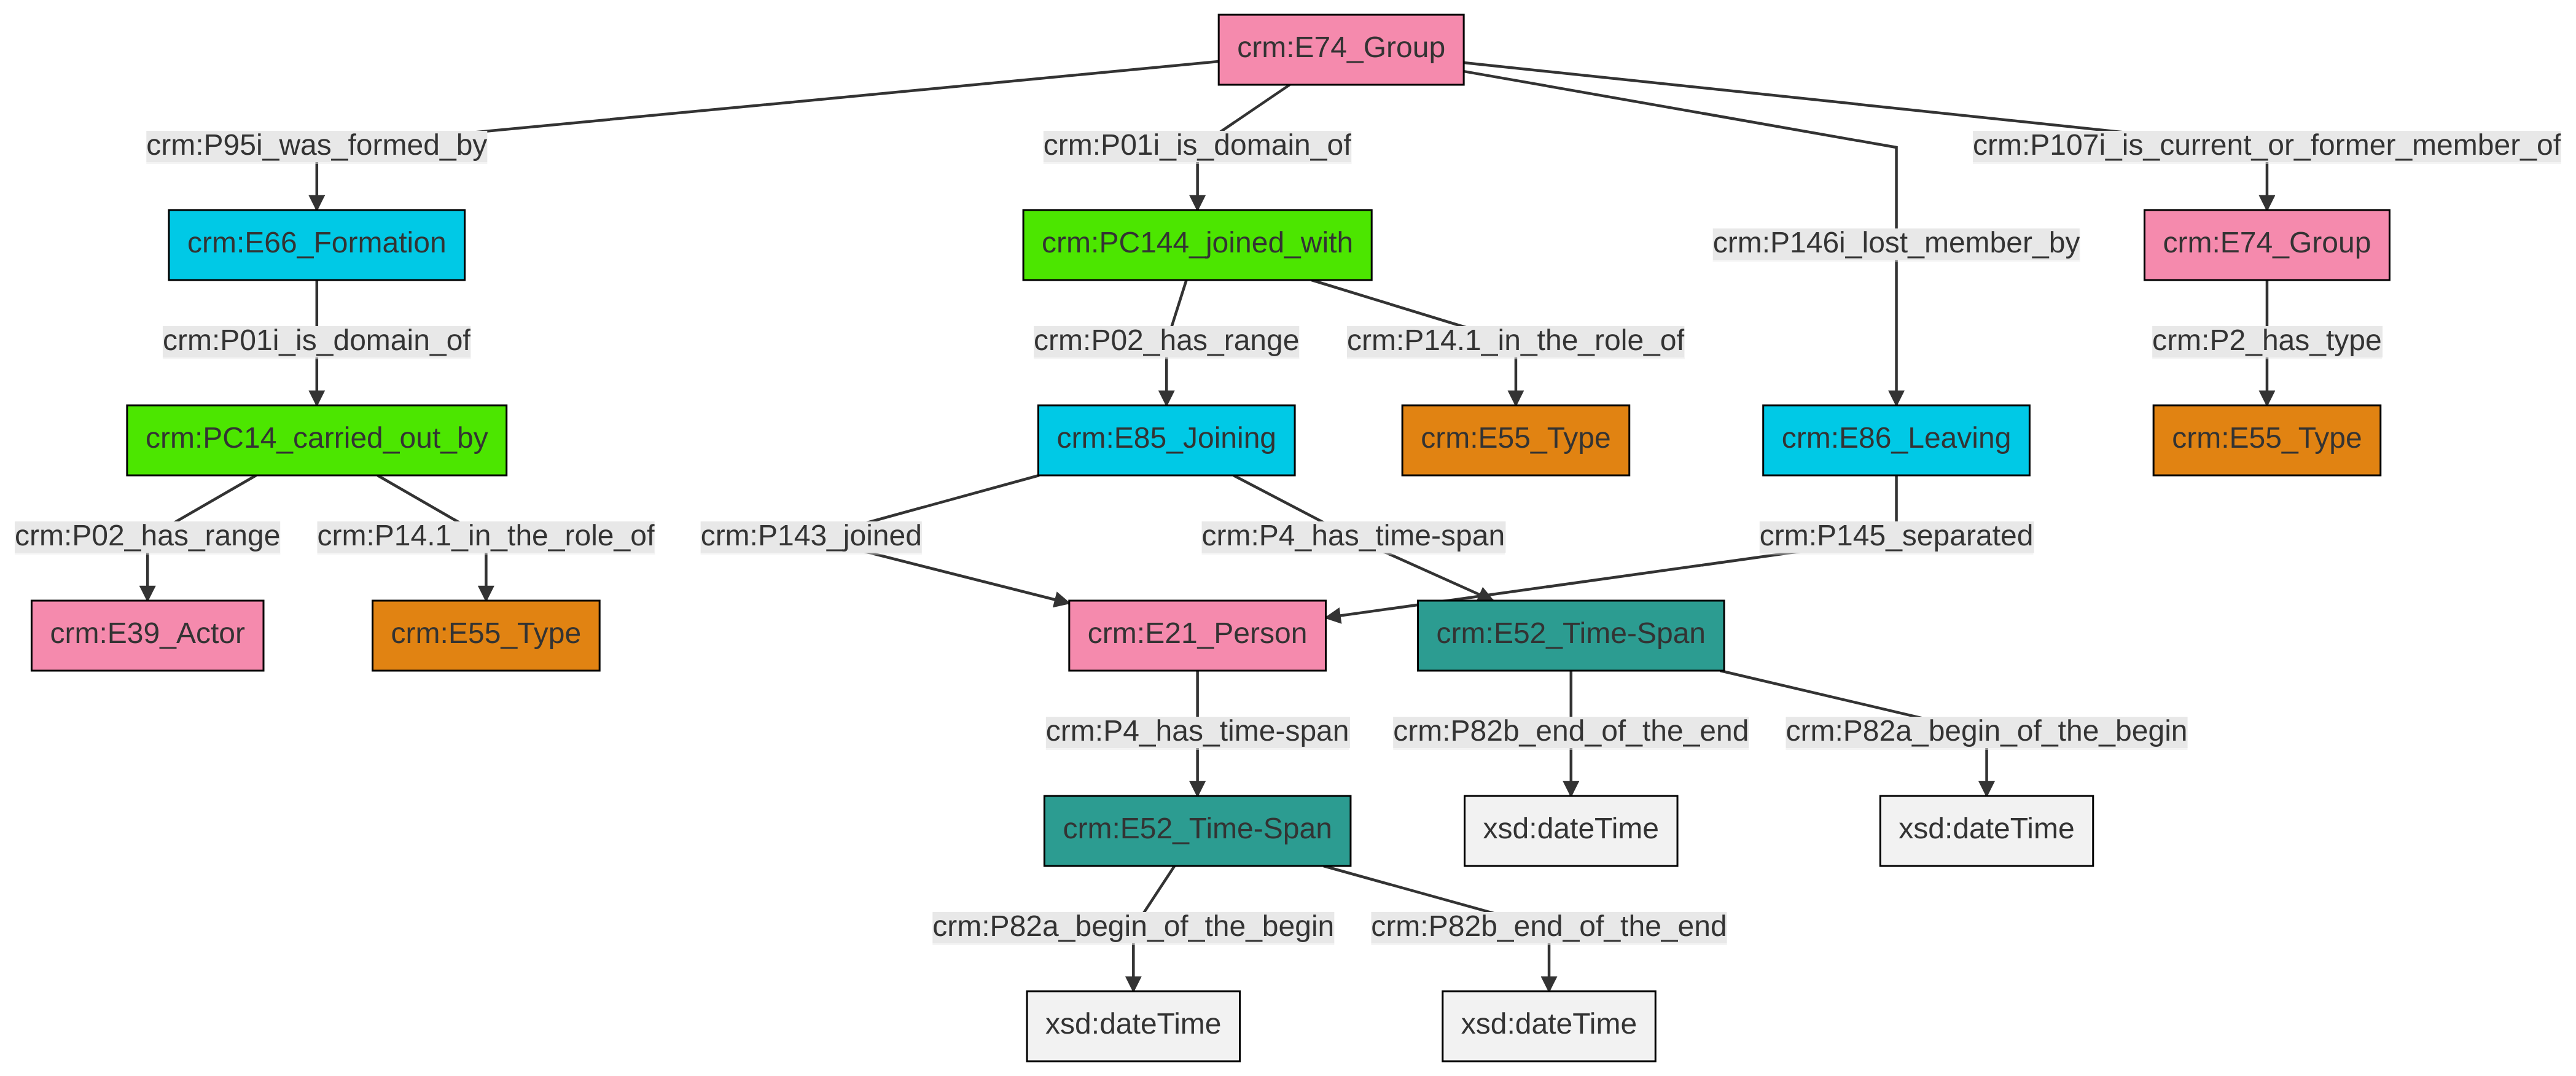 crm:E74_Group
crm:P95i_was_formed_by
crm:P01i_is_domain_of
crm:P107i_is_current_or_former_member_of
crm:E66_Formation
crm:PC144_joined_with
crm:P146i_lost_member_by
crm:E74_Group
crm:P01i_is_domain_of
crm:P02_has_range
crm:P14.1_in_the_role_of
crm:P2_has_type
crm:PC14_carried_out_by
crm:E85_Joining
crm:E55_Type
crm:E86_Leaving
crm:E55_Type
crm:P02_has_range
crm:P14.1_in_the_role_of
crm:P143_joined
crm:P4_has_time-span
crm:P145_separated
crm:E39_Actor
crm:E55_Type
crm:E21_Person
crm:E52_Time-Span
crm:P4_has_time-span
crm:P82b_end_of_the_end
crm:P82a_begin_of_the_begin
crm:E52_Time-Span
xsd:dateTime
xsd:dateTime
crm:P82a_begin_of_the_begin
crm:P82b_end_of_the_end
xsd:dateTime
xsd:dateTime